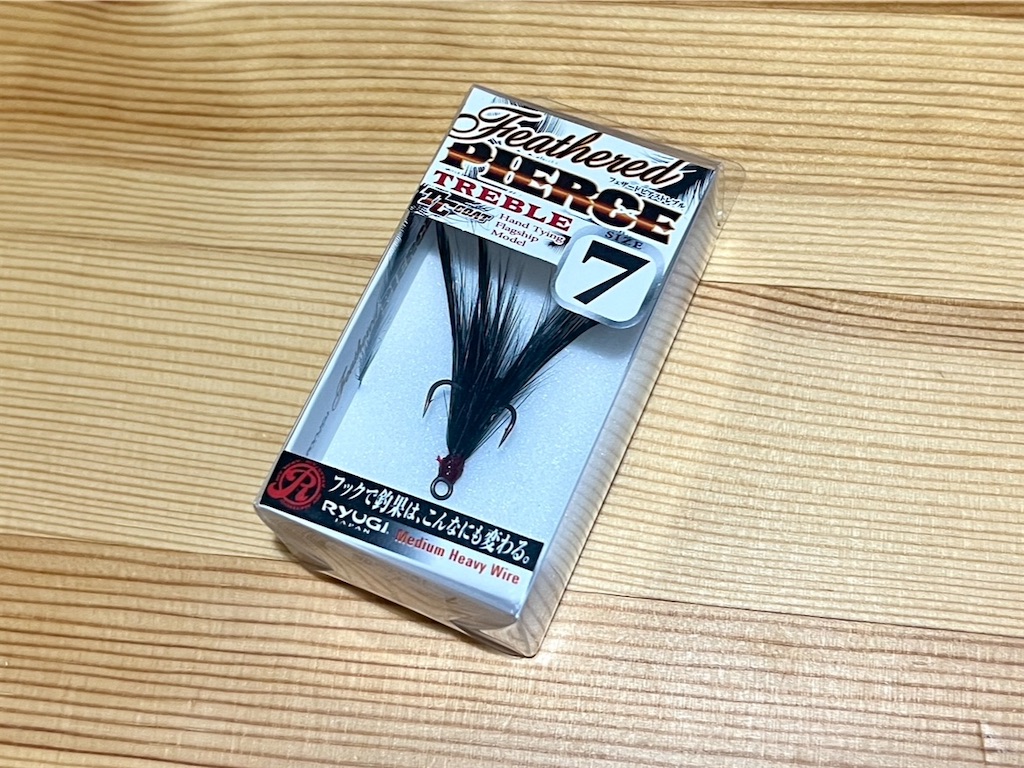 Feathered
PIERCE
フェザードピアストレブル
TREBLE
TC COAT
Hand Tying
Flagship
Model
SIZE
7
R
フックで釣果は、こんなにも変わる。
RYUGI
JAPAN
Medium Heavy Wire